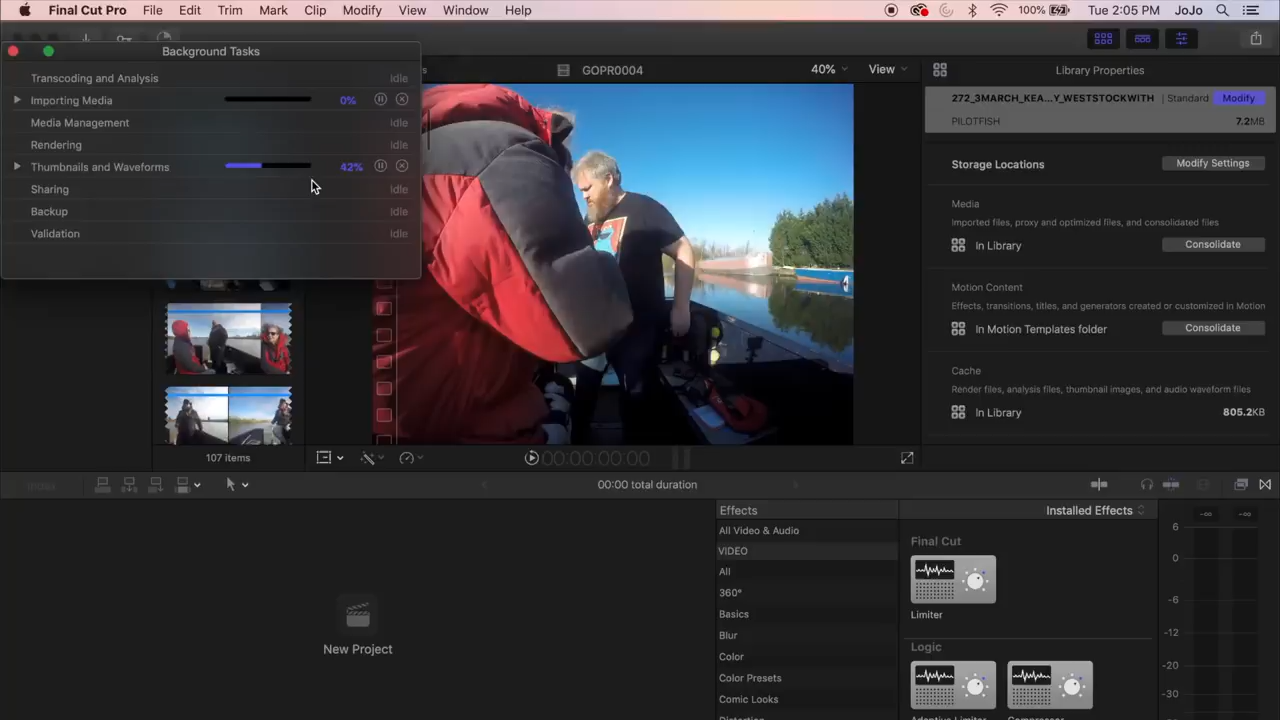 Final Cut Pro File Edit Trim Mark Clip Modify View Window Help 100% Tue 2:05 PM JoJo
Background Tasks
Transcoding and Analysis Idle
Importing Media 0%
Media Management Idle
Rendering Idle
Thumbnails and Waveforms 42%
Sharing Idle
Backup Idle
Validation Idle
GOPR0004 40% View
Library Properties
272_3MARCH_KEA...Y_WESTSTOCKWITH | Standard Modify
PILOTFISH 7.2MB
Storage Locations Modify Settings
Media
Imported files, proxy and optimized files, and consolidated files
In Library Consolidate
Motion Content
Effects, transitions, titles, and generators created or customized in Motion
In Motion Templates folder Consolidate
Cache
Render files, analysis files, thumbnail images, and audio waveform files
In Library 805.2KB
107 items
00:00:00:00
Index
00:00 total duration
New Project
Effects Installed Effects
All Video & Audio
VIDEO
All
360°
Basics
Blur
Color
Color Presets
Comic Looks
Final Cut
Limiter
Logic
-∞ -∞
6
0
-6
-12
-20
-30